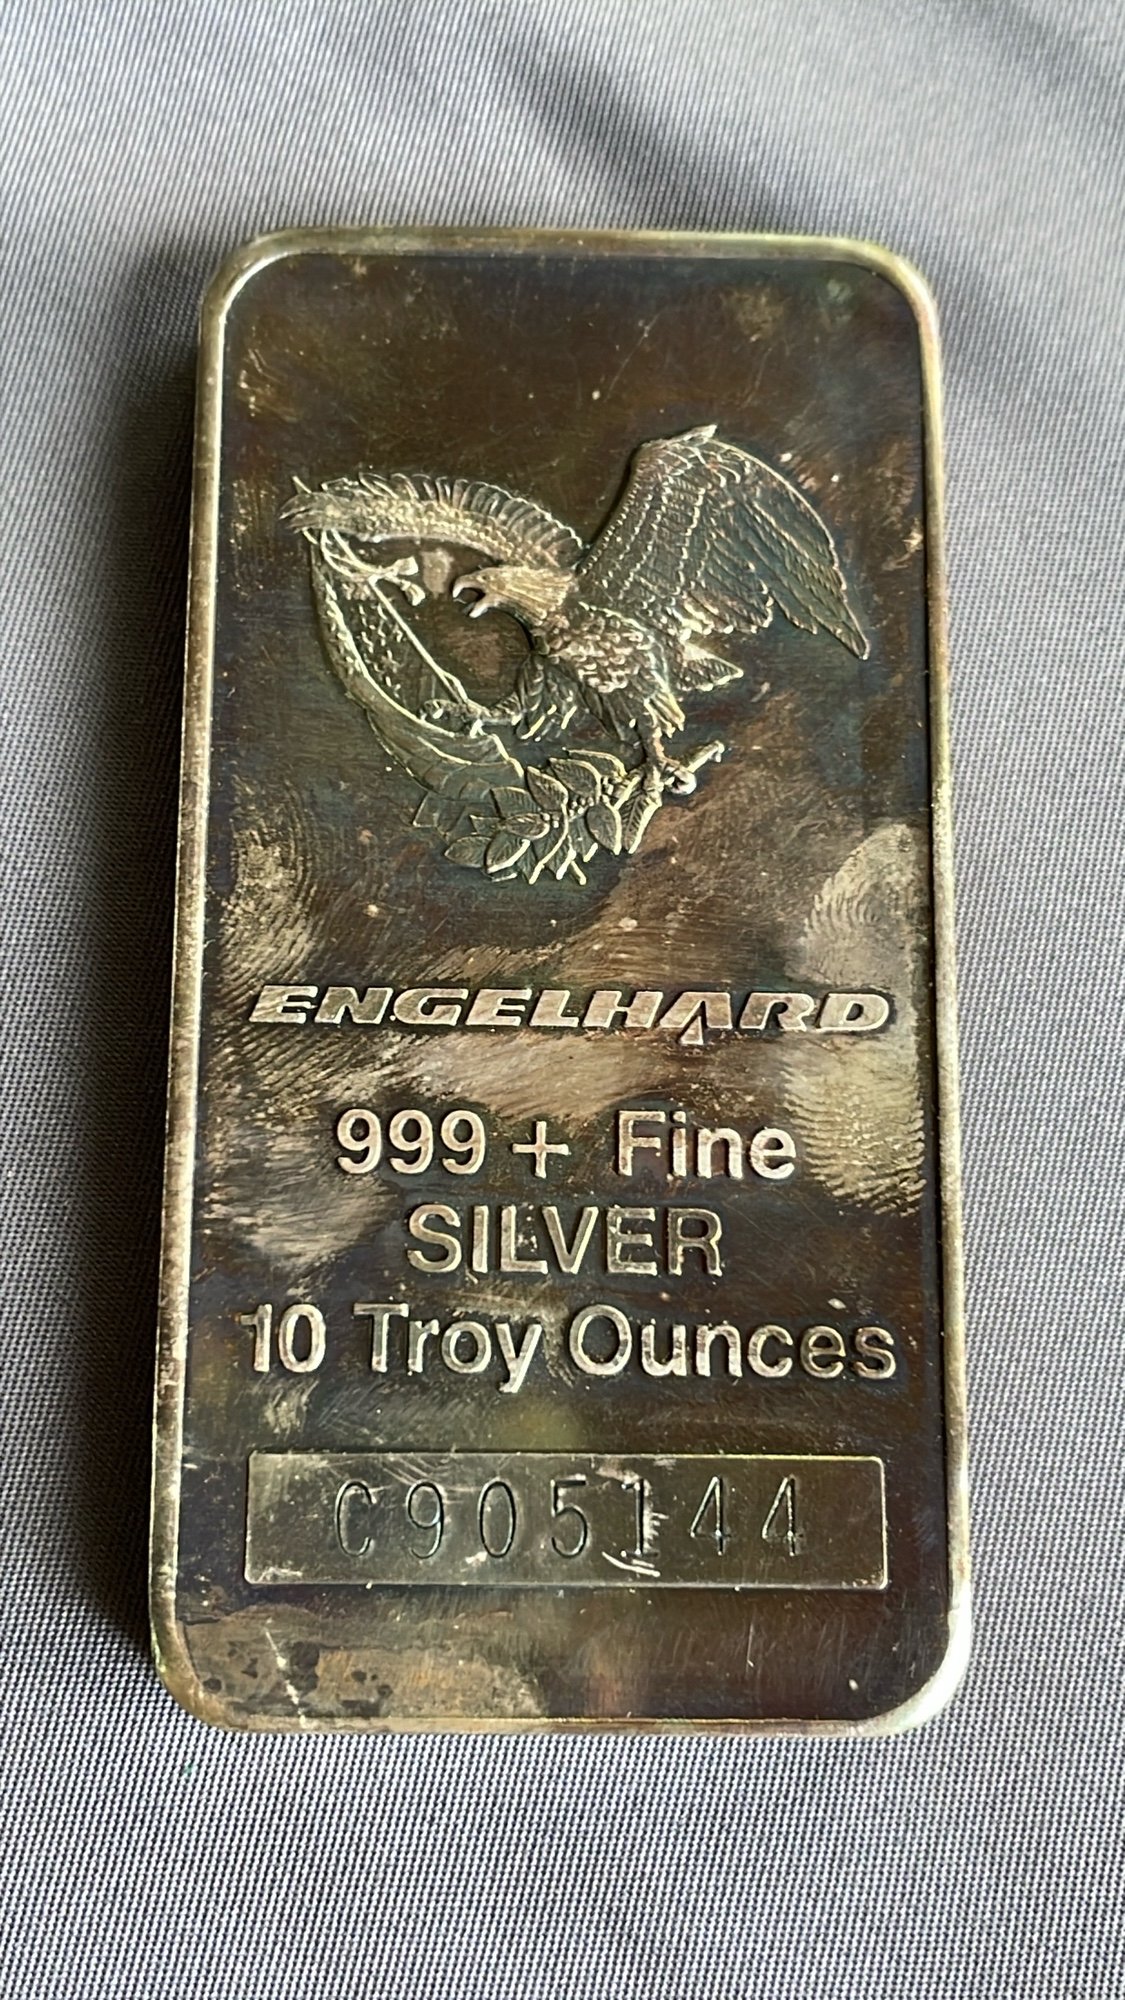 ENGELHARD
999 + Fine
SILVER
10 Troy Ounces
C905144